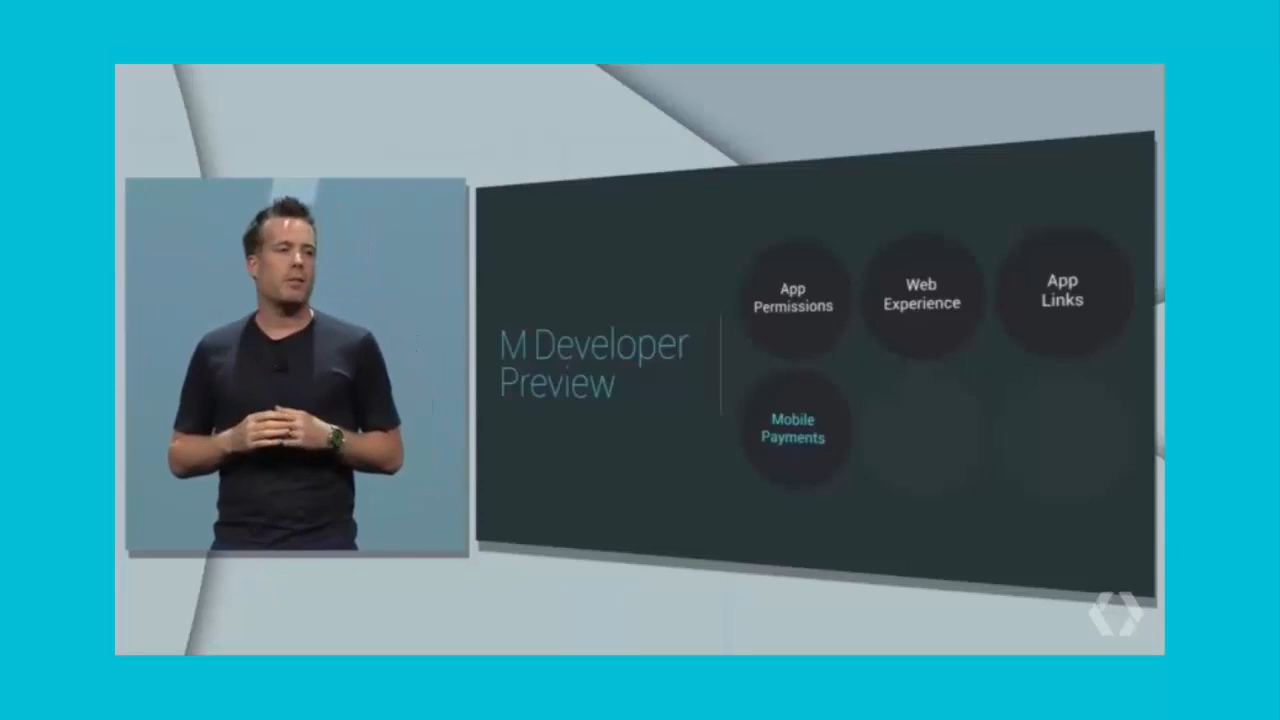 M Developer
Preview
App
Permissions
Web
Experience
App
Links
Mobile
Payments